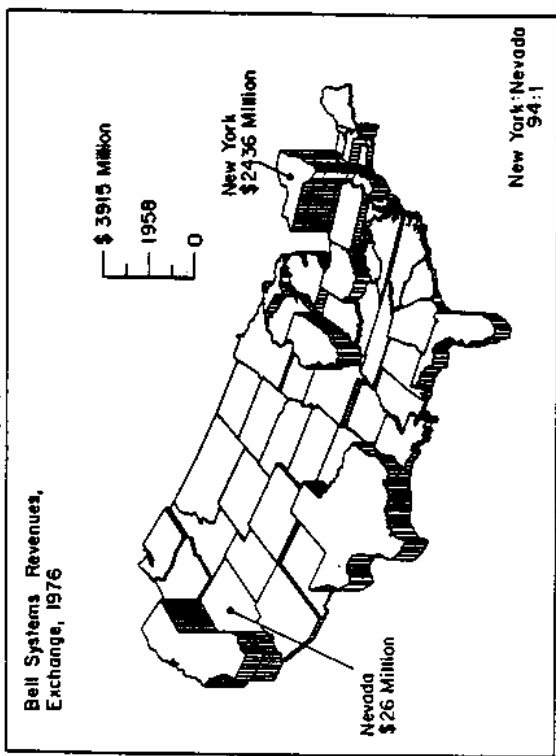 Bell Systems Revenues,
Exchange, 1976
$ 3915 Million
1958
0
New York
$2436 Million
Nevada
$26 Million
New York:Nevada
94:1